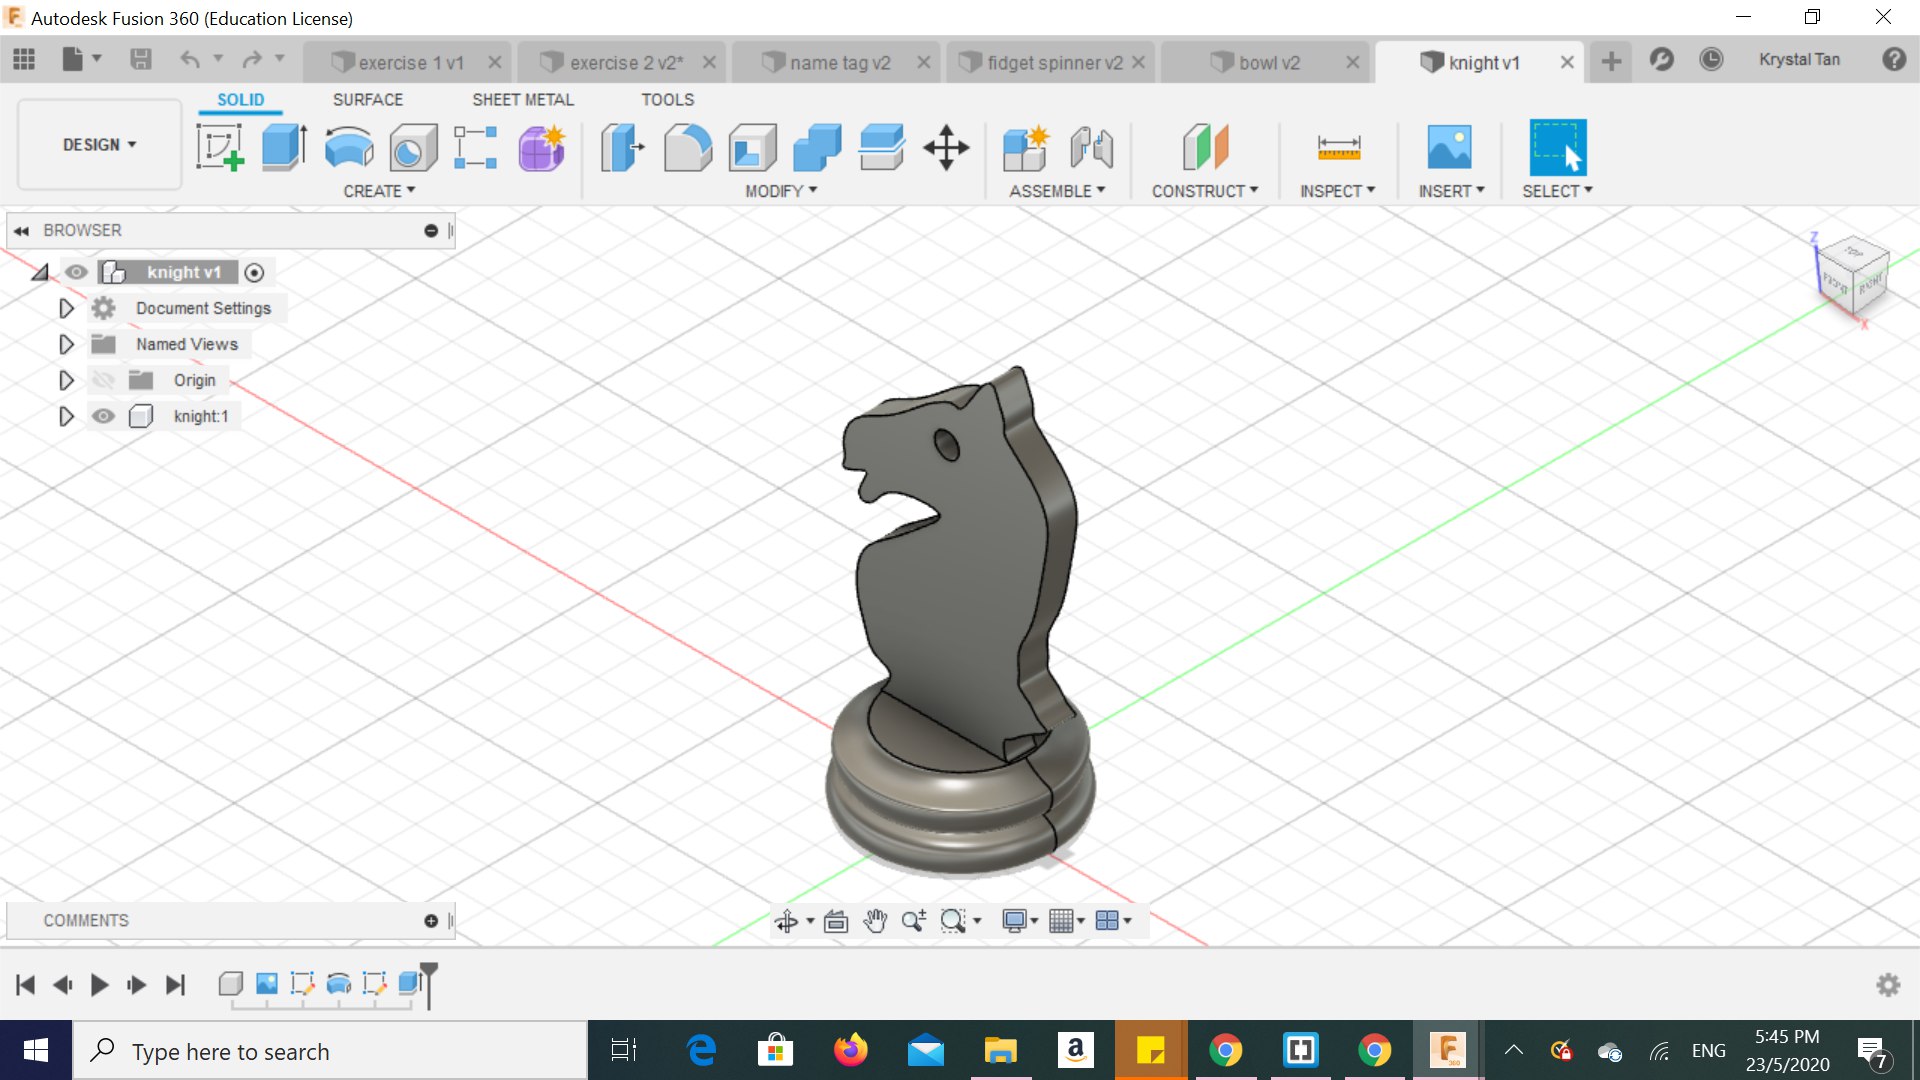 Autodesk Fusion 360 (Education License)
exercise 1 v1
exercise 2 v2*
name tag v2
fidget spinner v2
bowl v2
knight v1
Krystal Tan
SOLID
SURFACE
SHEET METAL
TOOLS
DESIGN
CREATE
MODIFY
ASSEMBLE
CONSTRUCT
INSPECT
INSERT
SELECT
BROWSER
knight v1
Document Settings
Named Views
Origin
knight:1
Z
TOP
FRONT
RIGHT
X
COMMENTS
Type here to search
ENG
5:45 PM
23/5/2020
7